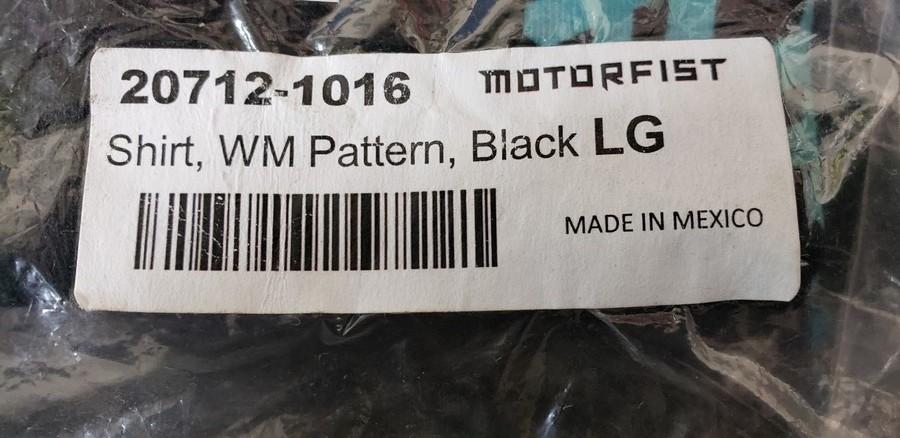 20712-1016 MOTORFIST
Shirt, WM Pattern, Black LG
MADE IN MEXICO